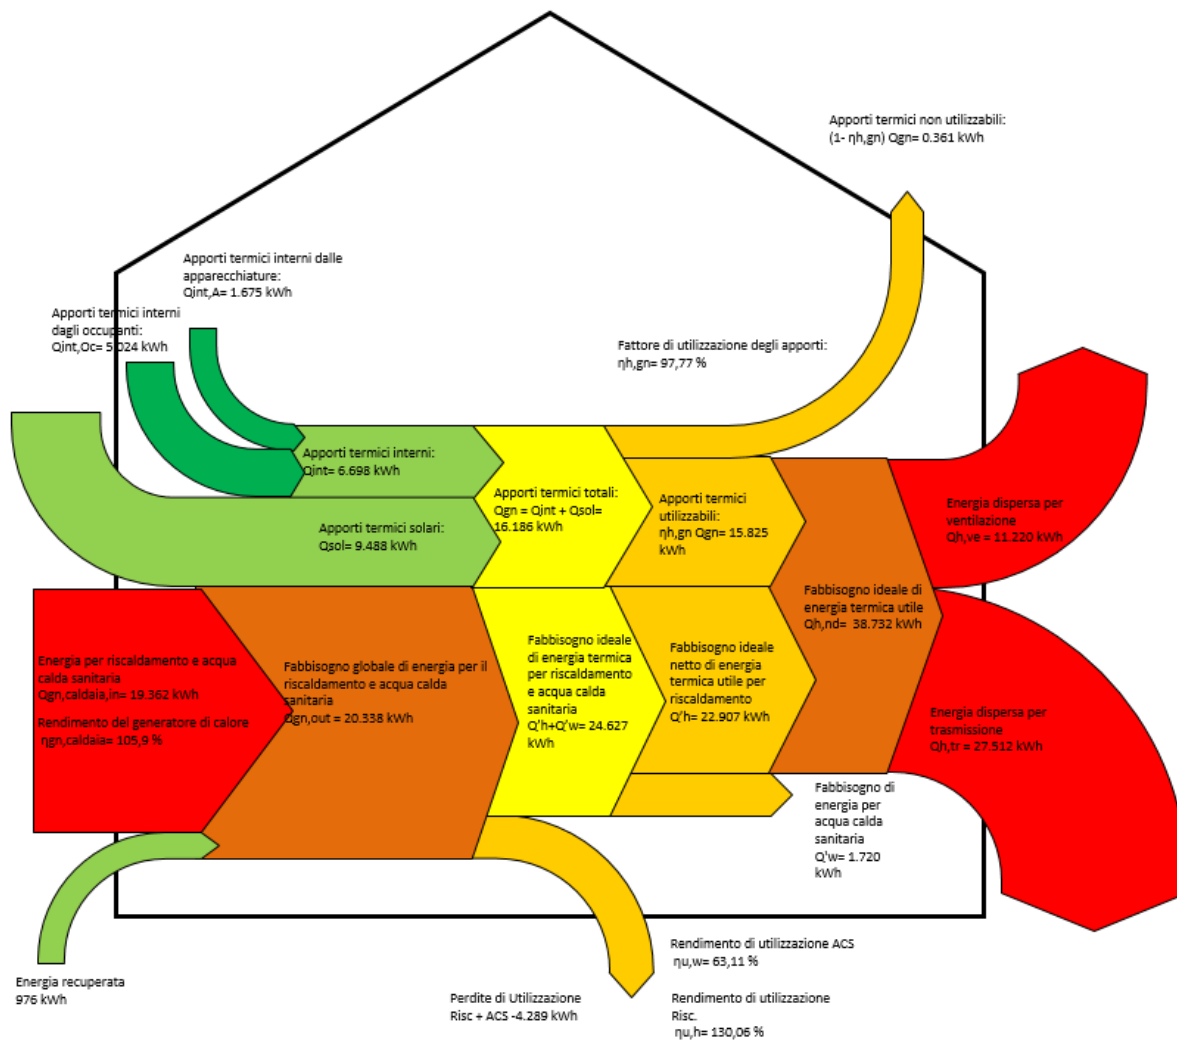 Apporti termici non utilizzabili:
(1- ηh,gn) Qgn= 0.361 kWh
Apporti termici interni dalle
apparecchiature:
Qint,A= 1.675 kWh
Apporti termici interni
dagli occupanti:
Qint,Oc= 5.024 kWh
Fattore di utilizzazione degli apporti:
ηh,gn= 97,77 %
Apporti termici interni:
Qint= 6.698 kWh
Apporti termici solari:
Qsol= 9.488 kWh
Apporti termici totali:
Qgn = Qint + Qsol=
16.186 kWh
Apporti termici
utilizzabili:
ηh,gn Qgn= 15.825
kWh
Energia dispersa per
ventilazione
Qh,ve = 11.220 kWh
Fabbisogno ideale di
energia termica utile
Qh,nd=  38.732 kWh
Energia per riscaldamento e acqua
calda sanitaria
Qgn,caldaia,in= 19.362 kWh
Rendimento del generatore di calore
ηgn,caldaia= 105,9 %
Fabbisogno globale di energia per il
riscaldamento e acqua calda
sanitaria
Qgn,out = 20.338 kWh
Fabbisogno ideale
di energia termica
per riscaldamento
e acqua calda
sanitaria
Q'h+Q'w= 24.627
kWh
Fabbisogno ideale
netto di energia
termica utile per
riscaldamento
Q'h= 22.907 kWh
Energia dispersa per
trasmissione
Qh,tr = 27.512 kWh
Fabbisogno di
energia per
acqua calda
sanitaria
Q'w= 1.720
kWh
Energia recuperata
976 kWh
Perdite di Utilizzazione
Risc + ACS -4.289 kWh
Rendimento di utilizzazione ACS
ηu,w= 63,11 %
Rendimento di utilizzazione
Risc.
ηu,h= 130,06 %